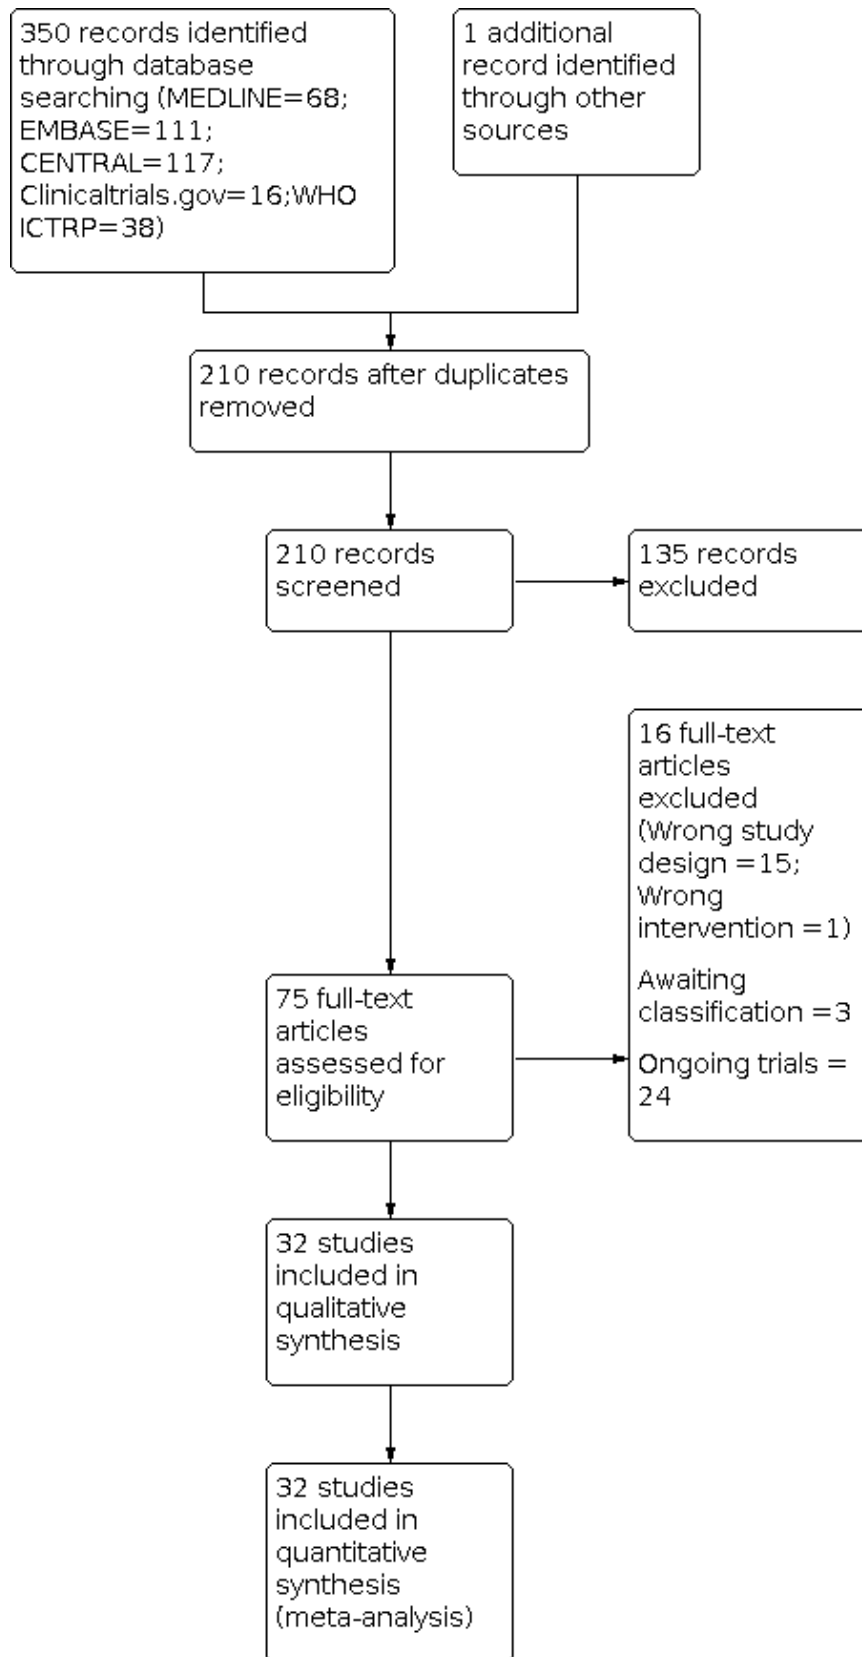 350 records identified
through database
searching (MEDLINE=68;
EMBASE=111;
CENTRAL=117;
Clinicaltrials.gov=16;WHO
ICTRP=38)
1 additional
record identified
through other
sources
210 records after duplicates
removed
210 records
screened
135 records
excluded
16 full-text
articles
excluded
(Wrong study
design =15;
Wrong
intervention =1)
Awaiting
classification =3
Ongoing trials =
24
75 full-text
articles
assessed for
eligibility
32 studies
included in
qualitative
synthesis
32 studies
included in
quantitative
synthesis
(meta-analysis)